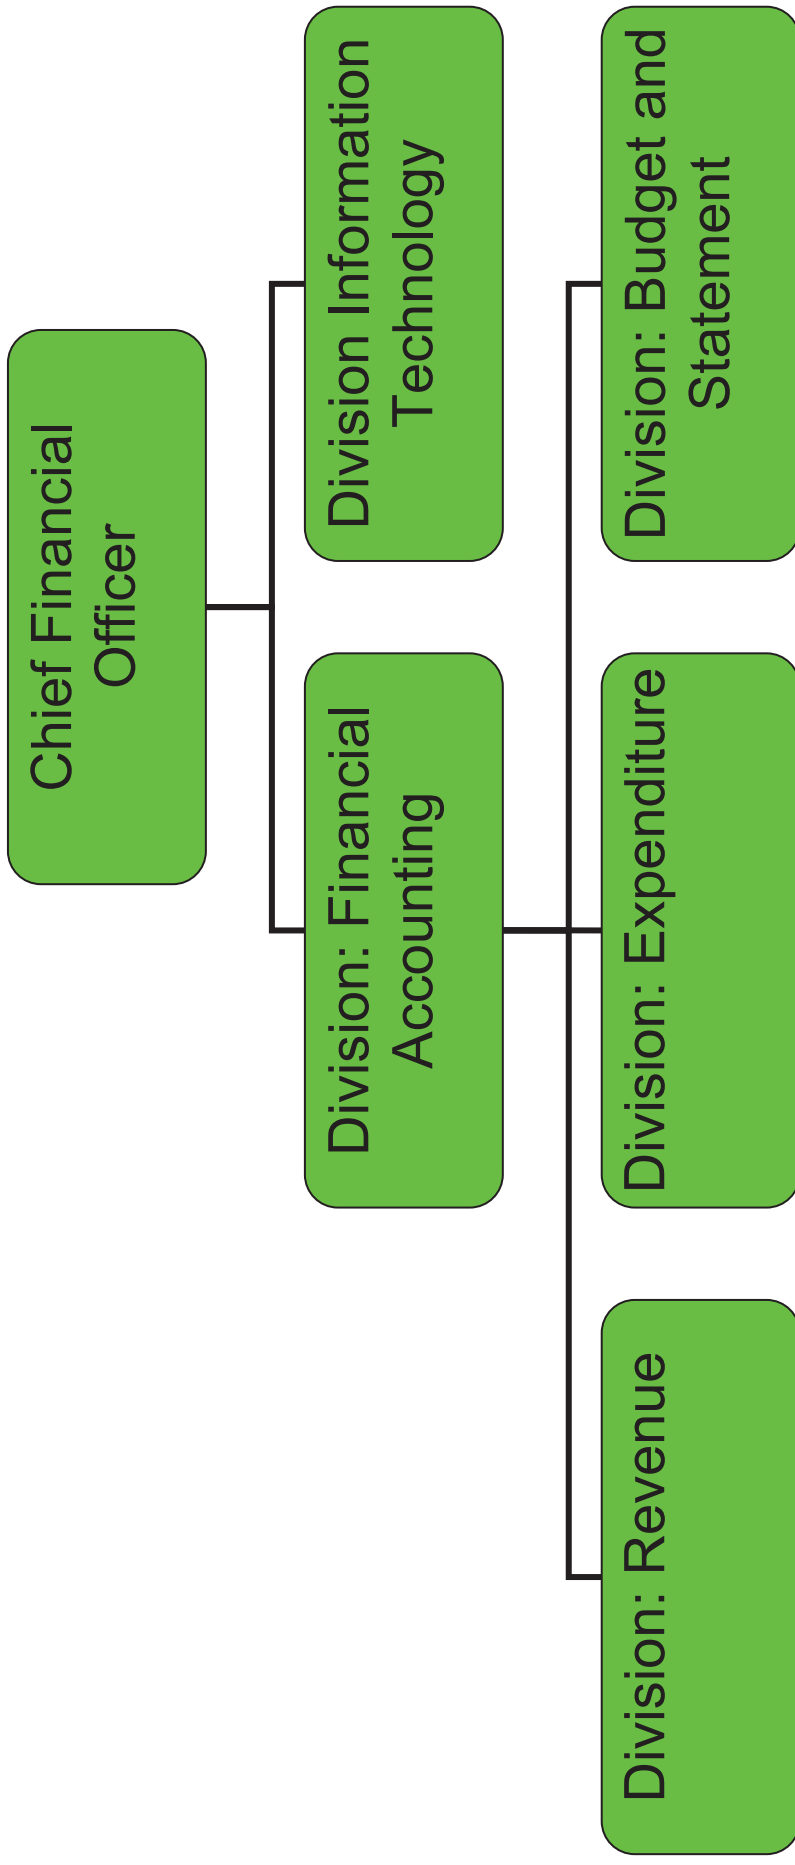 Chief Financial
Officer
Division: Financial
Accounting
Division Information
Technology
Division: Revenue
Division: Expenditure
Division: Budget and
Statement